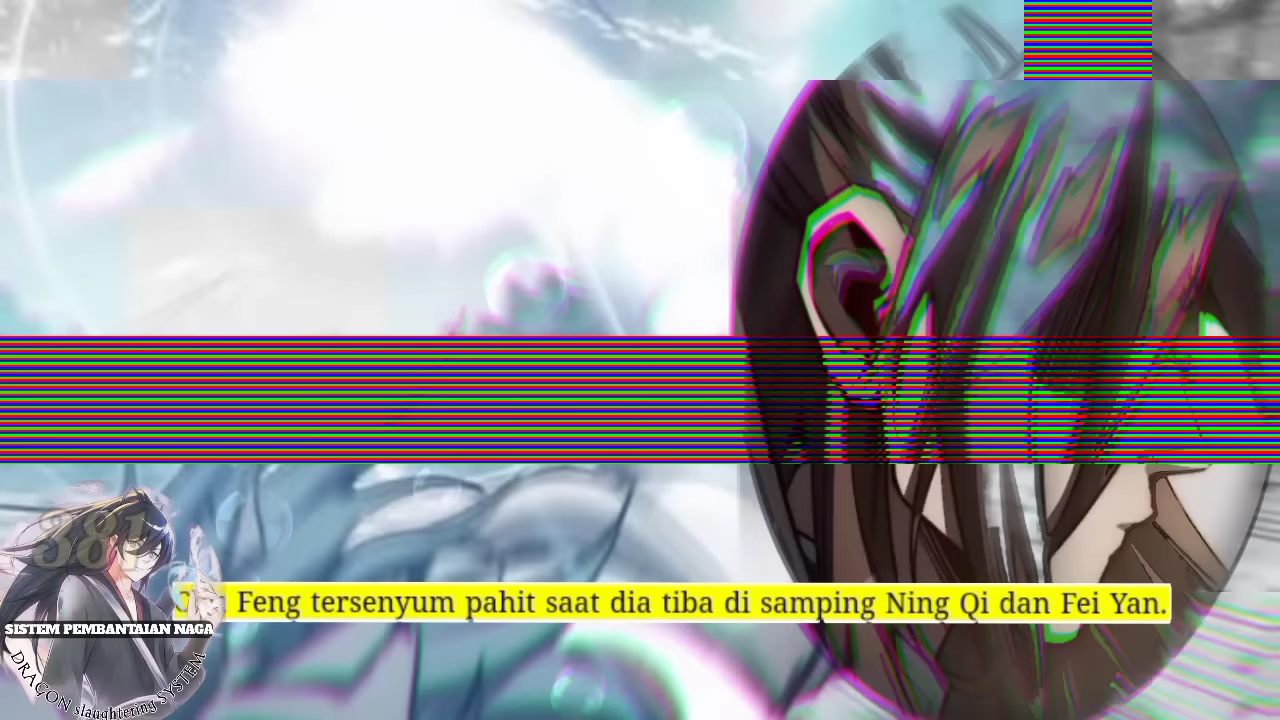 381
Feng tersenyum pahit saat dia tiba di samping Ning Qi dan Fei Yan.
SISTEM PEMBANTAIAN NAGA
DRAGON slaughtering SYSTEM